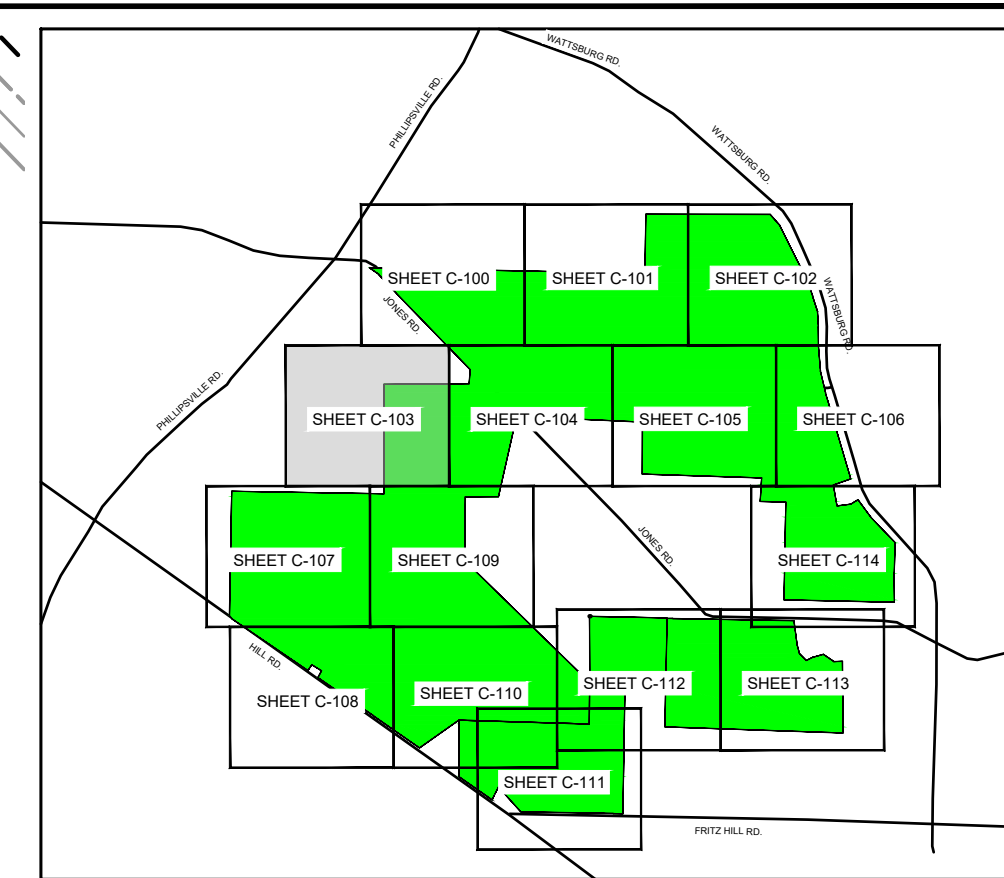 WATTSBURG RD.
PHILLIPSVILLE RD.
WATTSBURG RD.
SHEET C-100
SHEET C-101
SHEET C-102
JONES RD.
WATTSBURG RD.
PHILLIPSVILLE RD.
SHEET C-103
SHEET C-104
SHEET C-105
SHEET C-106
JONES RD.
SHEET C-107
SHEET C-109
SHEET C-114
HILL RD.
SHEET C-108
SHEET C-110
SHEET C-112
SHEET C-113
SHEET C-111
FRITZ HILL RD.